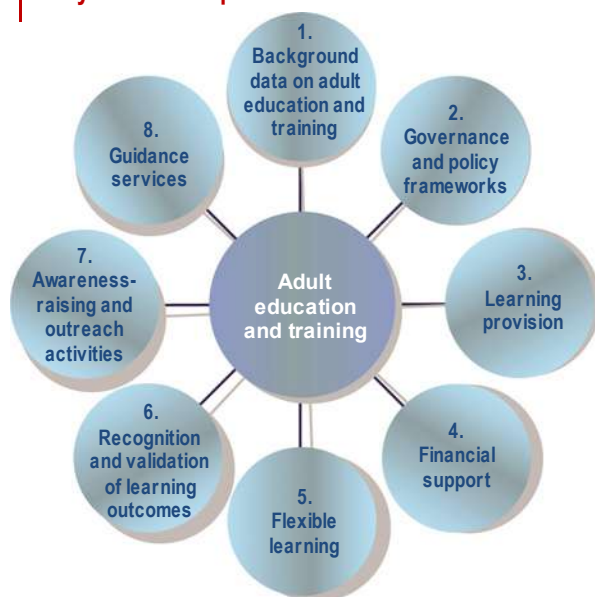 1.
Background
data on adult
education and
training
2.
Governance
and policy
frameworks
3.
Learning
provision
4.
Financial
support
5.
Flexible
learning
6.
Recognition
and validation
of learning
outcomes
7.
Awareness-
raising and
outreach
activities
8.
Guidance
services
Adult
education
and training